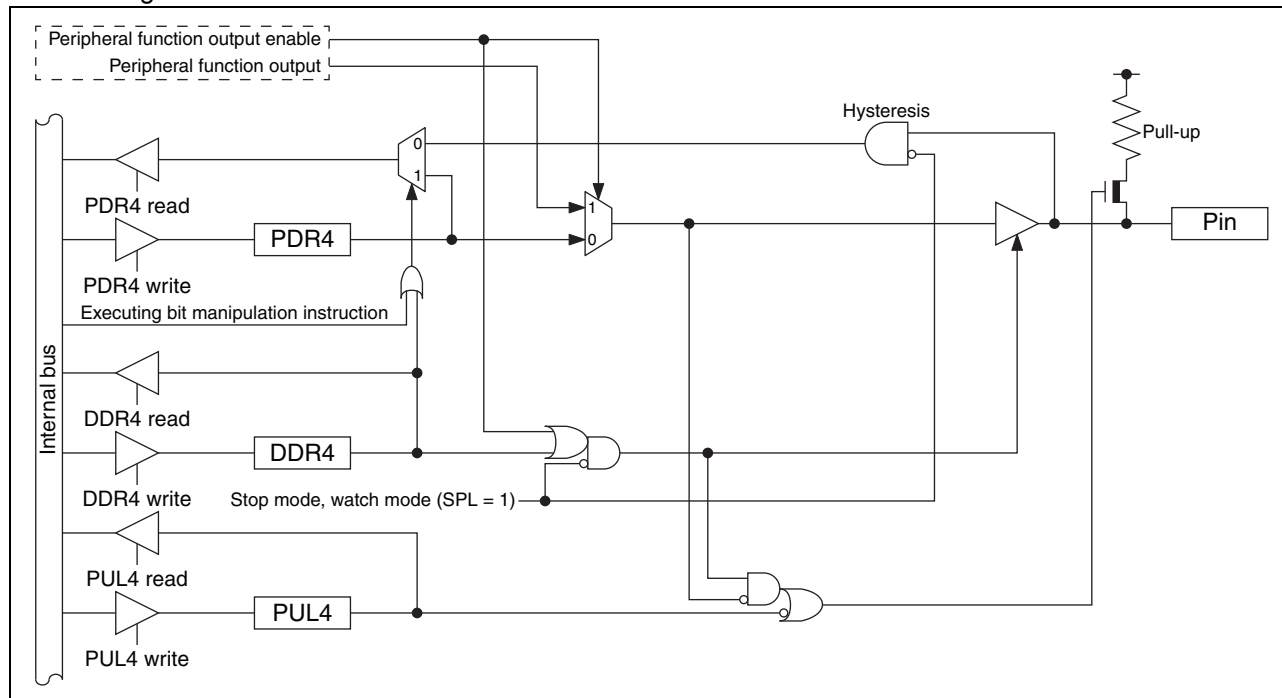 Peripheral function output enable
Peripheral function output
Hysteresis
Pull-up
0
1
PDR4 read
1
PDR4
0
Pin
PDR4 write
Executing bit manipulation instruction
Internal bus
DDR4 read
DDR4
DDR4 write
Stop mode, watch mode (SPL = 1)
PUL4 read
PUL4
PUL4 write